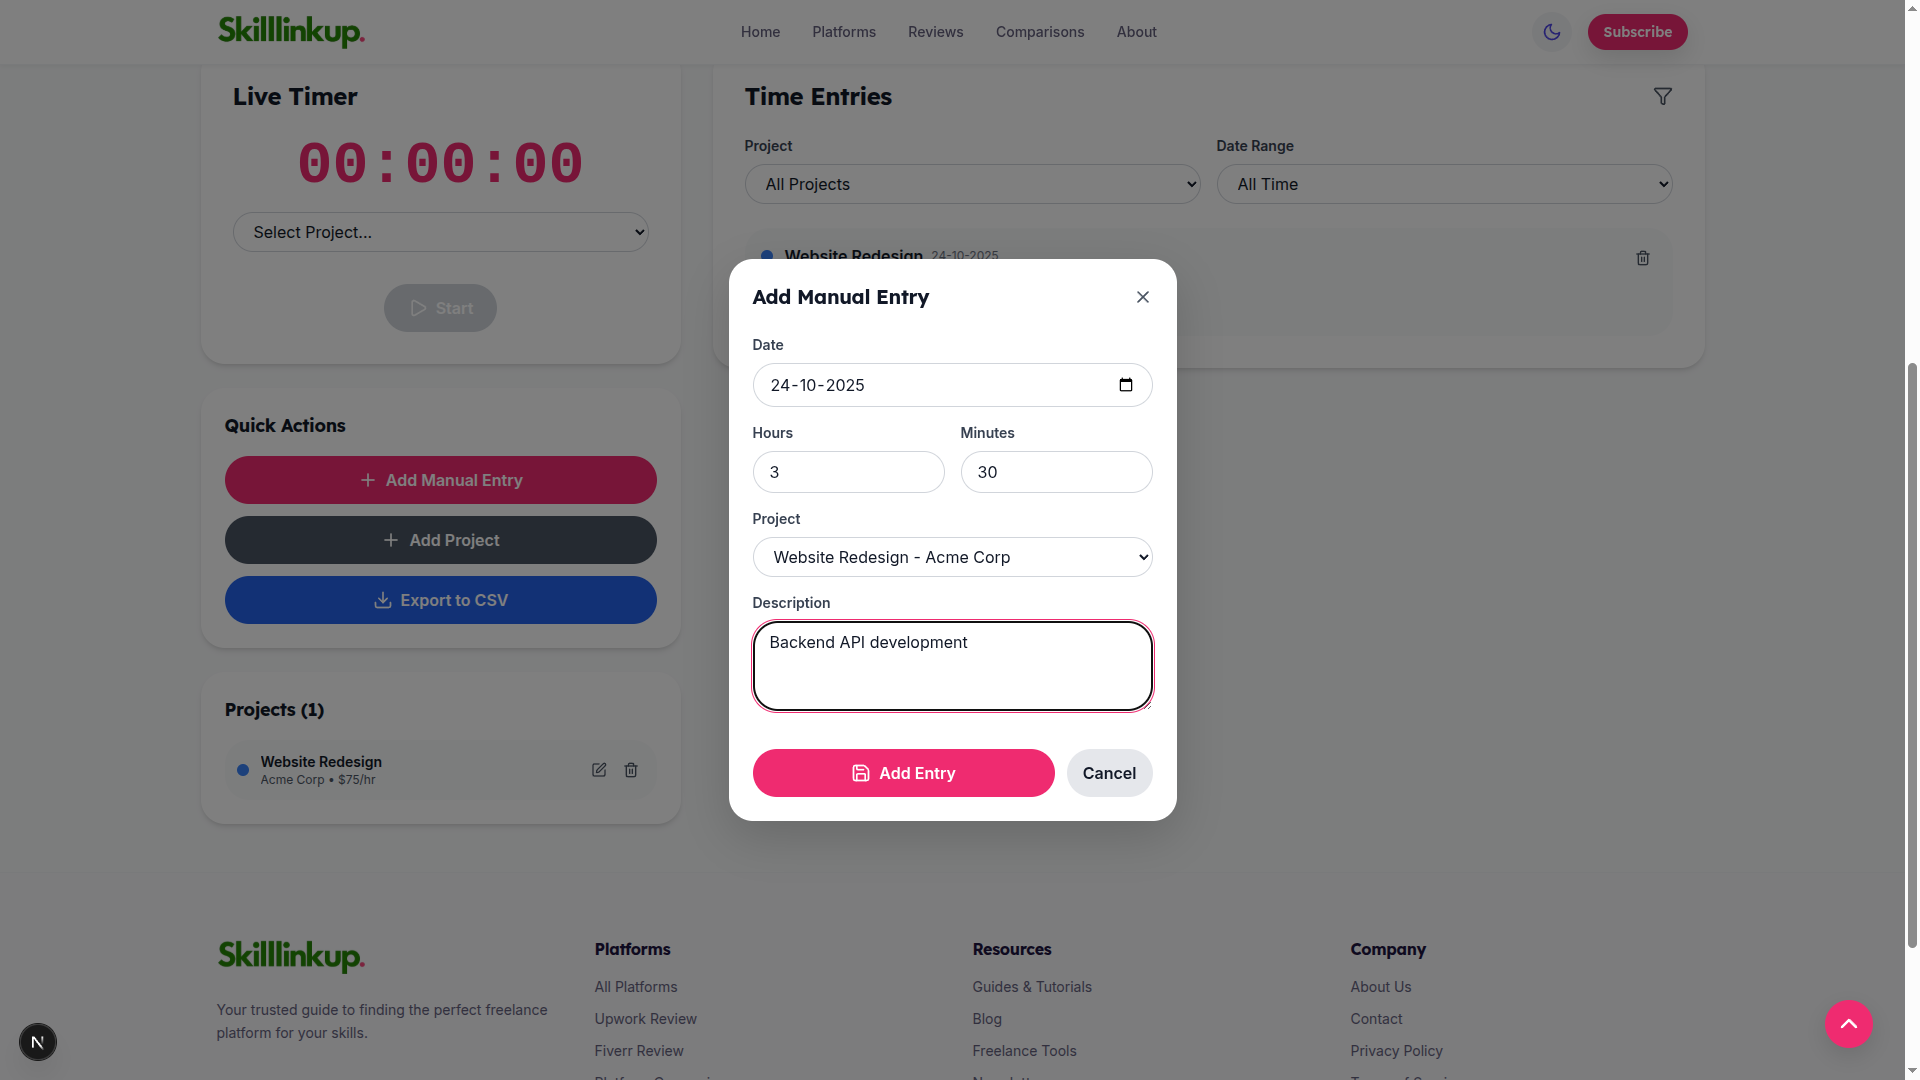 Skilllinkup.
Home
Platforms
Reviews
Comparisons
About
Subscribe
Live Timer
00:00:00
Select Project...
Start
Time Entries
Project
Date Range
All Projects
All Time
Website Redesign 24-10-2025
Quick Actions
Add Manual Entry
Add Project
Export to CSV
Projects (1)
Website Redesign
Acme Corp • $75/hr
Add Manual Entry
Date
24-10-2025
Hours
Minutes
3
30
Project
Website Redesign - Acme Corp
Description
Backend API development
Add Entry
Cancel
Skilllinkup.
Your trusted guide to finding the perfect freelance
platform for your skills.
Platforms
All Platforms
Upwork Review
Fiverr Review
Resources
Guides & Tutorials
Blog
Freelance Tools
Company
About Us
Contact
Privacy Policy
N